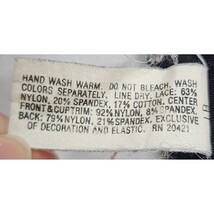 HAND WASH WARM. DO NOT BLEACH, WASH
COLORS SEPARATELY. LINE DRY. LACE: 63%
NYLON, 20% SPANDEX, 17% COTTON. CENTER
FRONT & CUPTRIM: 92% NYLON, 8% SPANDEX.
BACK: 79% NYLON, 21% SPANDEX, EXCLUSIVE
OF DECORATION AND ELASTIC. RN 20421